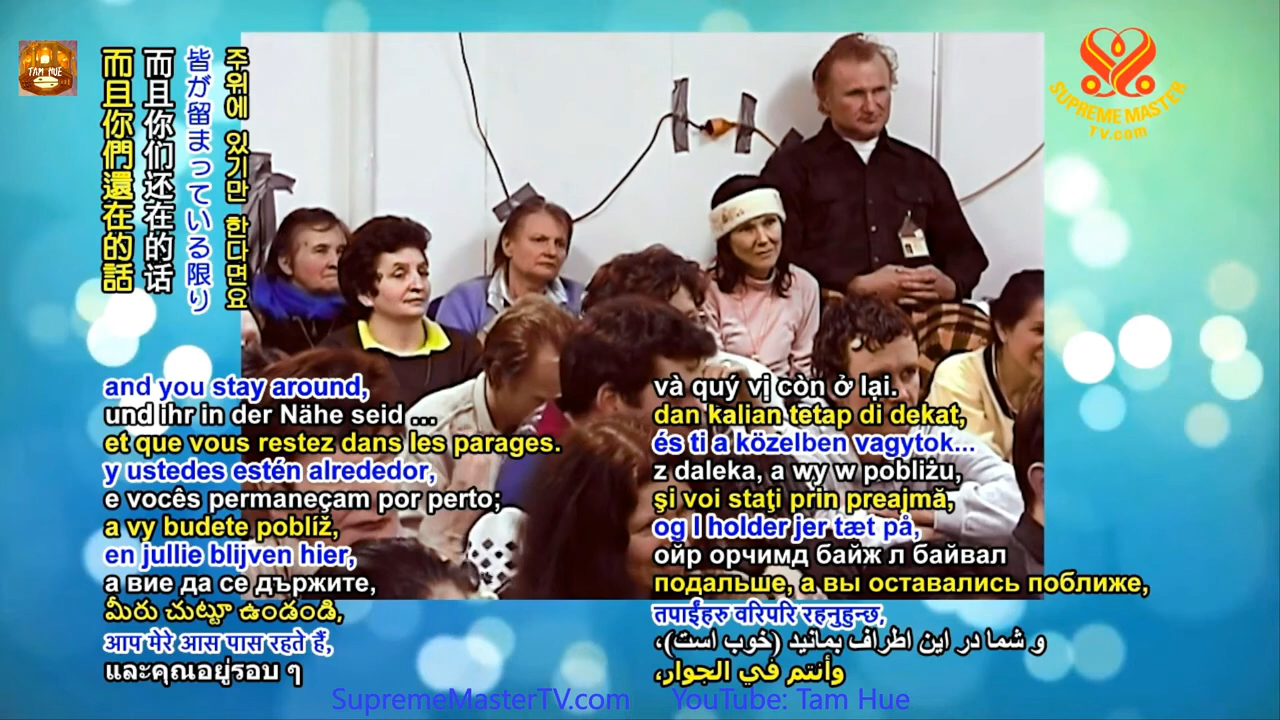 TAM HUE
而且你們還在的話
而且你们还在的话
皆が留まっている限り
주위에 있기만 한다면요
SUPREME MASTER
TV.com
and you stay around,
und ihr in der Nähe seid ...
et que vous restez dans les parages.
y ustedes estén alrededor,
e vocês permaneçam por perto;
a vy budete poblíž,
en jullie blijven hier,
а вие да се държите,
మీరు చుట్టూ ఉండండి,
आप मेरे आस पास रहते हैं,
และคุณอยู่รอบ ๆ
và quý vị còn ở lại.
dan kalian tetap di dekat,
és ti a közelben vagytok...
z daleka, a wy w pobliżu,
şi voi staţi prin preajmă,
og I holder jer tæt på,
ойр орчимд байж л байвал
подальше, а вы оставались поближе,
तपाईंहरु वरिपरि रहनुहुन्छ,
و شما در این اطراف بمانید (خوب است)،
وأنتم في الجوار،
SupremeMasterTV.com YouTube: Tam Hue